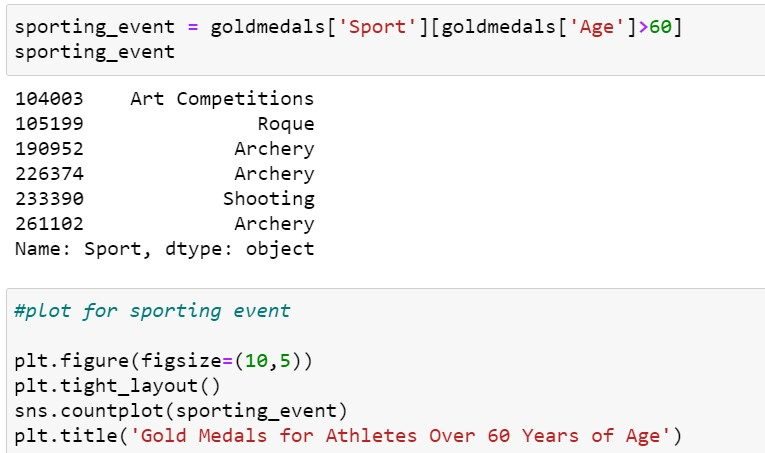 sporting_event = goldmedals['Sport'][goldmedals['Age']>60]
sporting_event
104003    Art Competitions
105199               Roque
190952             Archery
226374             Archery
233390            Shooting
261102             Archery
Name: Sport, dtype: object
#plot for sporting event
plt.figure(figsize=(10,5))
plt.tight_layout()
sns.countplot(sporting_event)
plt.title('Gold Medals for Athletes Over 60 Years of Age')